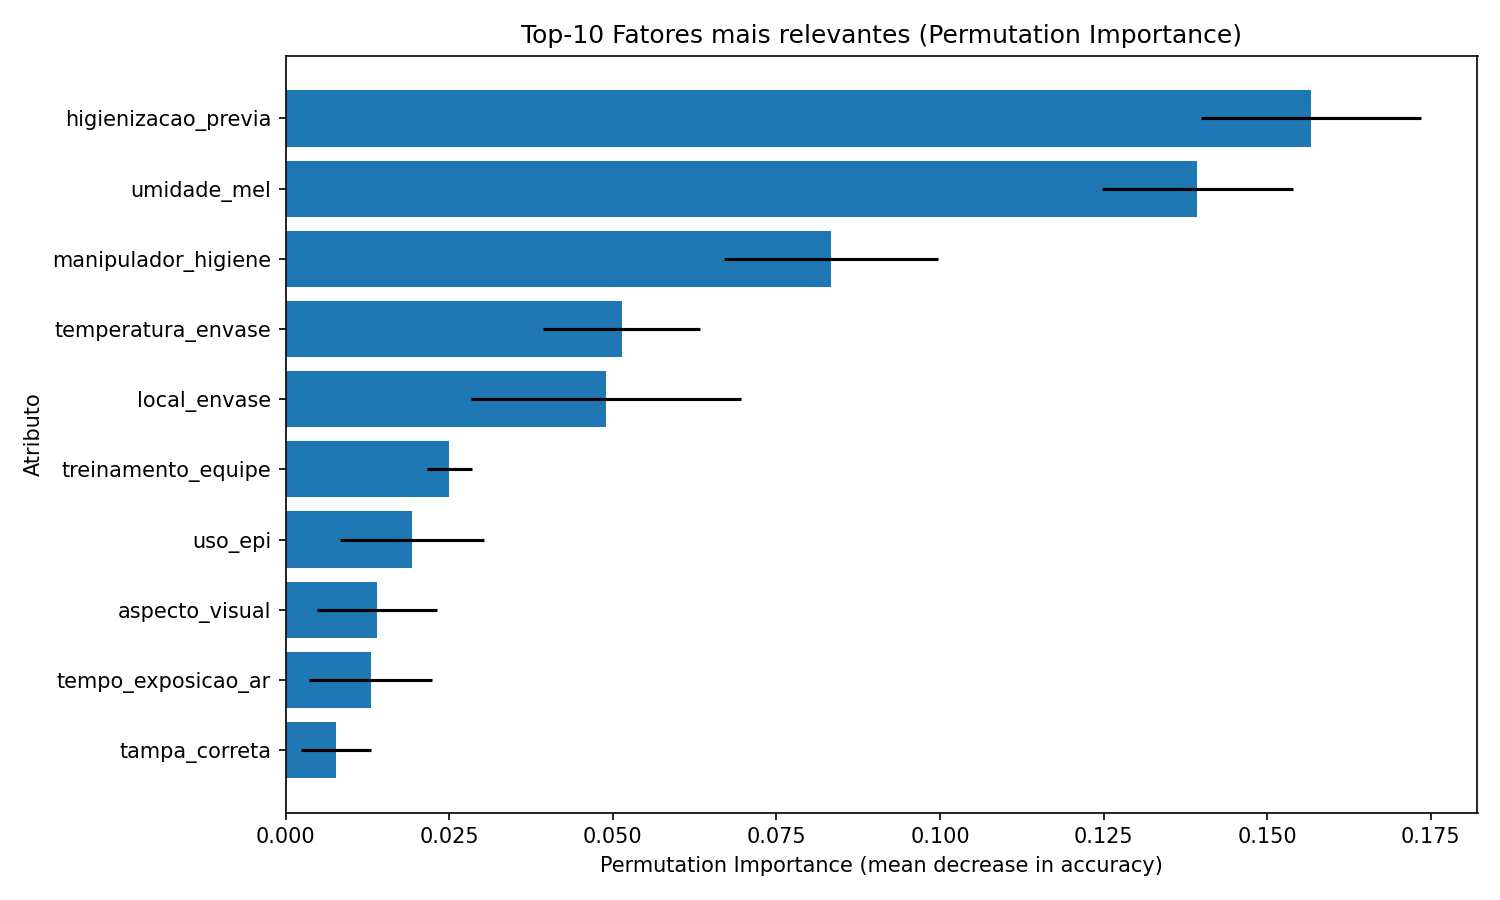 Top-10 Fatores mais relevantes (Permutation Importance)
higienizacao_previa
umidade_mel
manipulador_higiene
temperatura_envase
local_envase
treinamento_equipe
uso_epi
aspecto_visual
tempo_exposicao_ar
tampa_correta
Atributo
0.000 0.025 0.050 0.075 0.100 0.125 0.150 0.175
Permutation Importance (mean decrease in accuracy)